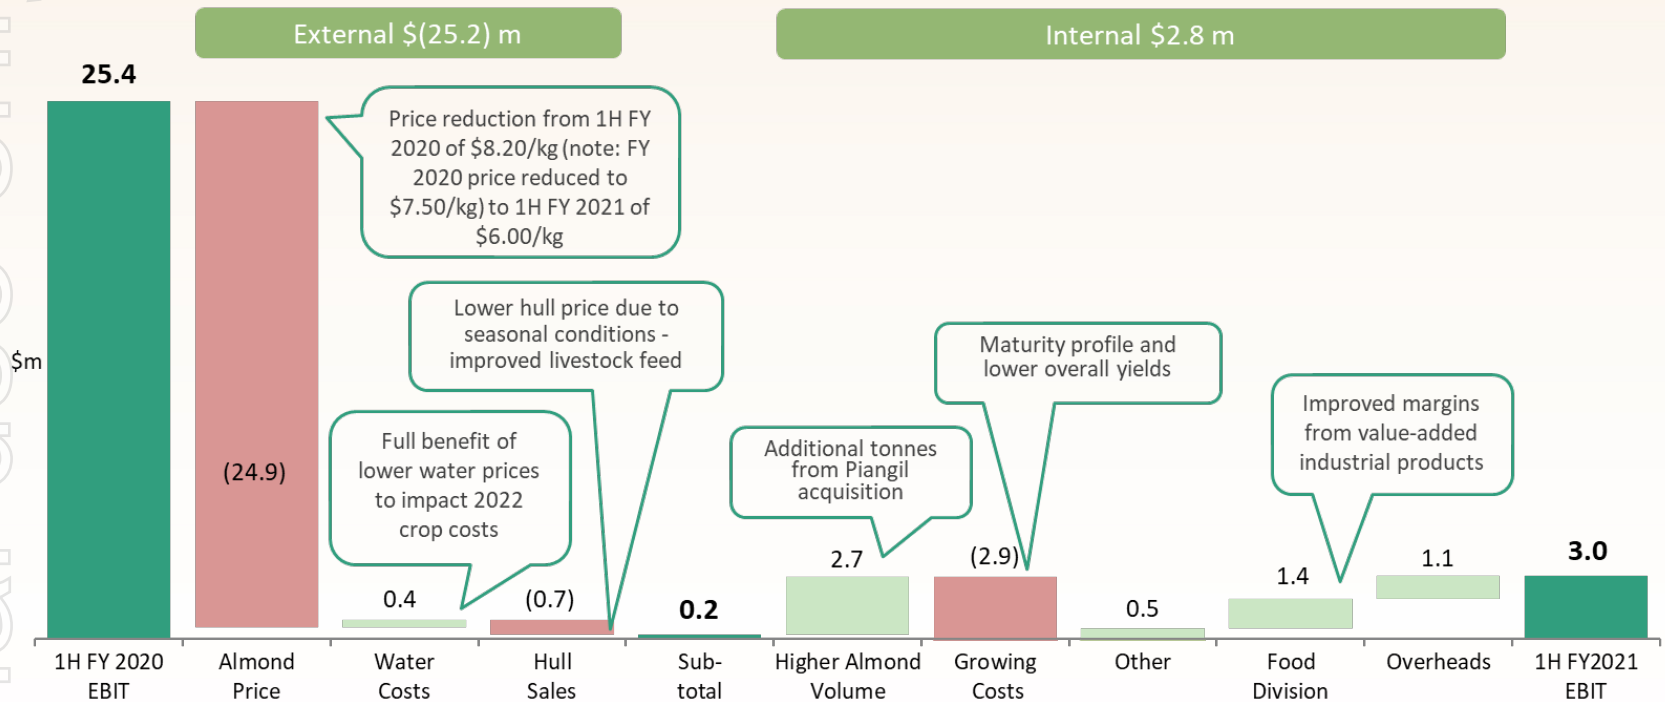 External $(25.2) m
Internal $2.8 m
25.4
Price reduction from 1H FY
2020 of $8.20/kg (note: FY
2020 price reduced to
$7.50/kg) to 1H FY 2021 of
$6.00/kg
Lower hull price due to
seasonal conditions -
improved livestock feed
Maturity profile and
lower overall yields
$m
Improved margins
from value-added
industrial products
Full benefit of
lower water prices
to impact 2022
crop costs
Additional tonnes
from Piangil
acquisition
(24.9)
0.4
(0.7)
0.2
2.7
(2.9)
0.5
1.4
1.1
3.0
1H FY 2020
EBIT
Almond
Price
Water
Costs
Hull
Sales
Sub-
total
Higher Almond
Volume
Growing
Costs
Other
Food
Division
Overheads
1H FY2021
EBIT